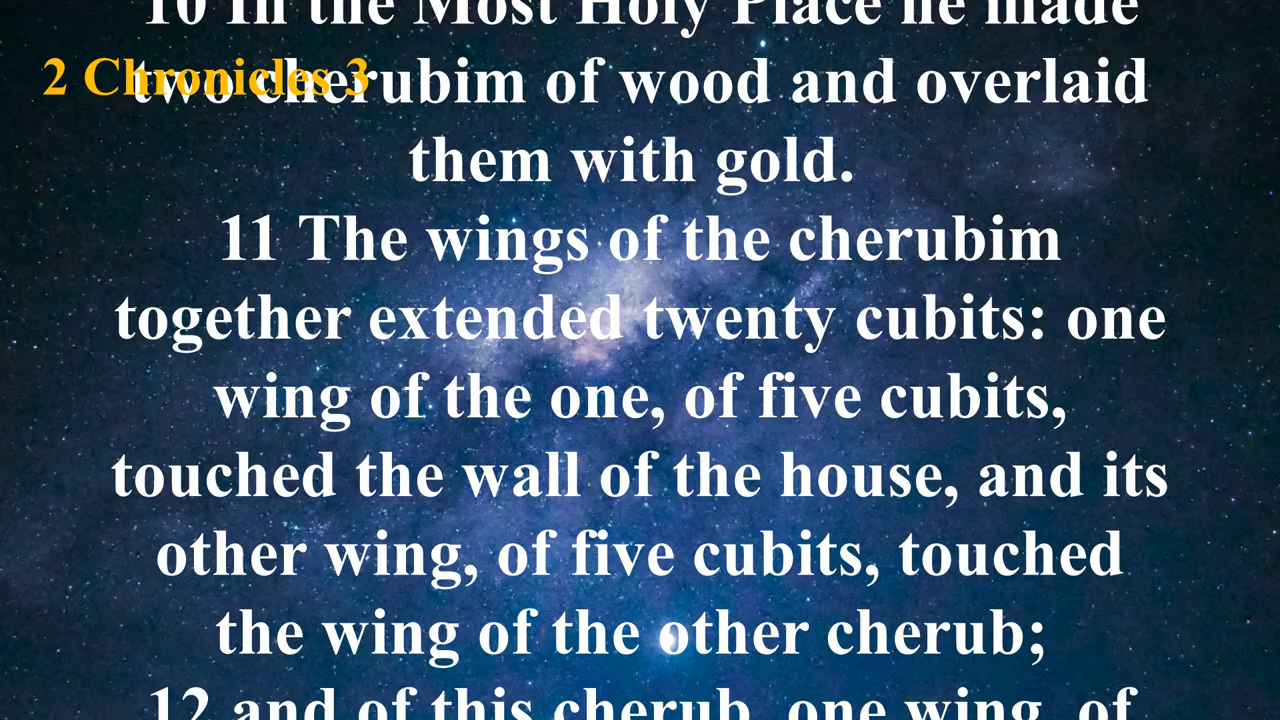 10 In the Most Holy Place he made
2 Chronicles 3
two cherubim of wood and overlaid
them with gold.
11 The wings of the cherubim
together extended twenty cubits: one
wing of the one, of five cubits,
touched the wall of the house, and its
other wing, of five cubits, touched
the wing of the other cherub;
12 and of this cherub, one wing, of